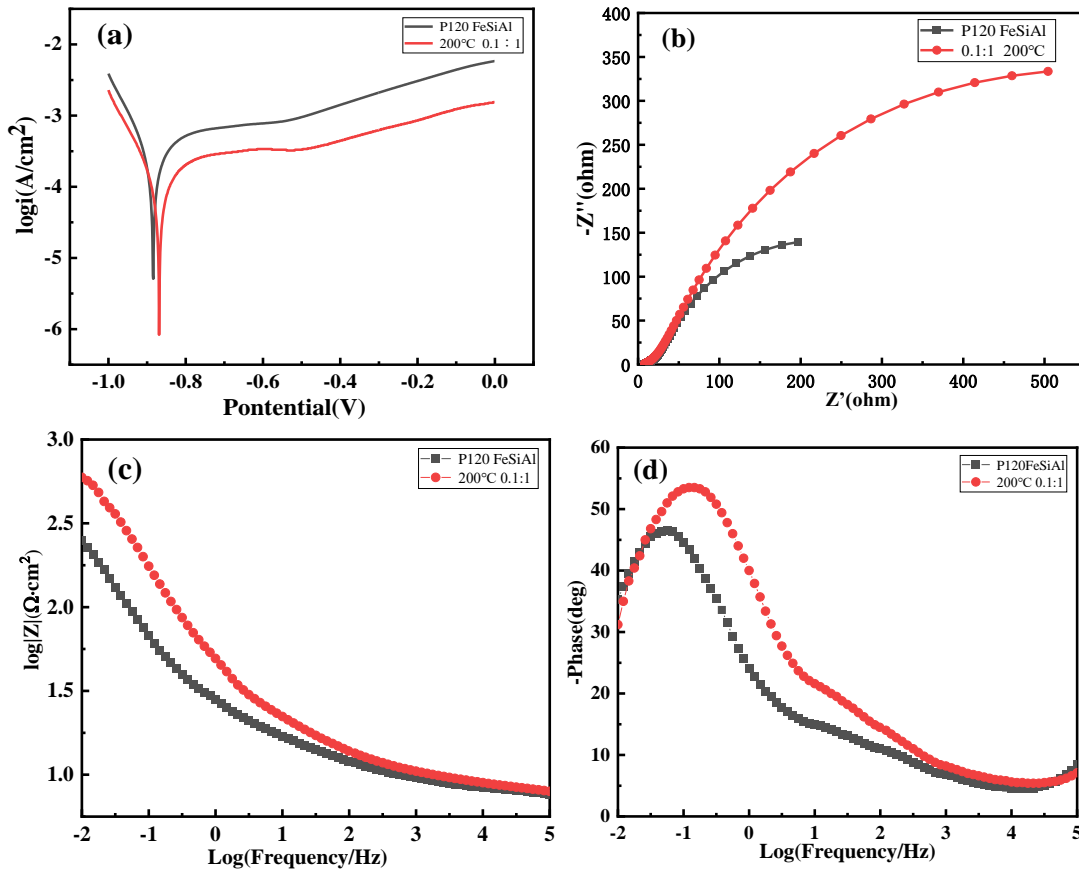 (a)
P120 FeSiAl
200℃ 0.1：1
-2
-3
-4
-5
-6
logi(A/cm²)
-1.0 -0.8 -0.6 -0.4 -0.2 0.0
Pontential(V)
(b)
P120 FeSiAl
0.1:1 200℃
400
350
300
250
200
150
100
50
0
-Z''(ohm)
100 200 300 400 500
Z’(ohm)
(c)
P120 FeSiAl
200℃ 0.1:1
3.0
2.5
2.0
1.5
1.0
log|Z|(Ω·cm²)
-2 -1 0 1 2 3 4 5
Log(Frequency/Hz)
(d)
P120FeSiAl
200℃ 0.1:1
60
50
40
30
20
10
0
-Phase(deg)
-2 -1 0 1 2 3 4 5
Log(Frequency/Hz)